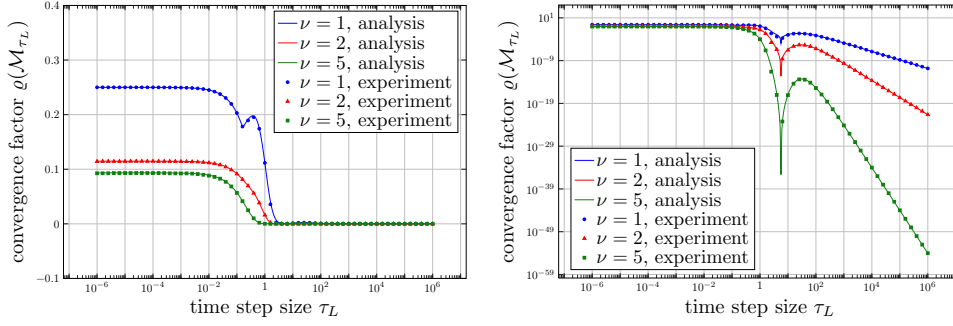 0.4
0.3
0.2
0.1
0
−0.1
convergence factor ϱ(𝓜_{τ_L})
ν = 1, analysis
ν = 2, analysis
ν = 5, analysis
ν = 1, experiment
ν = 2, experiment
ν = 5, experiment
10^{−6} 10^{−4} 10^{−2} 10^{0} 10^{2} 10^{4} 10^{6}
time step size τ_L
10^{1}
10^{−9}
10^{−19}
10^{−29}
10^{−39}
10^{−49}
10^{−59}
convergence factor ϱ(𝓜_{τ_L})
ν = 1, analysis
ν = 2, analysis
ν = 5, analysis
ν = 1, experiment
ν = 2, experiment
ν = 5, experiment
10^{−6} 10^{−4} 10^{−2} 10^{0} 10^{2} 10^{4} 10^{6}
time step size τ_L